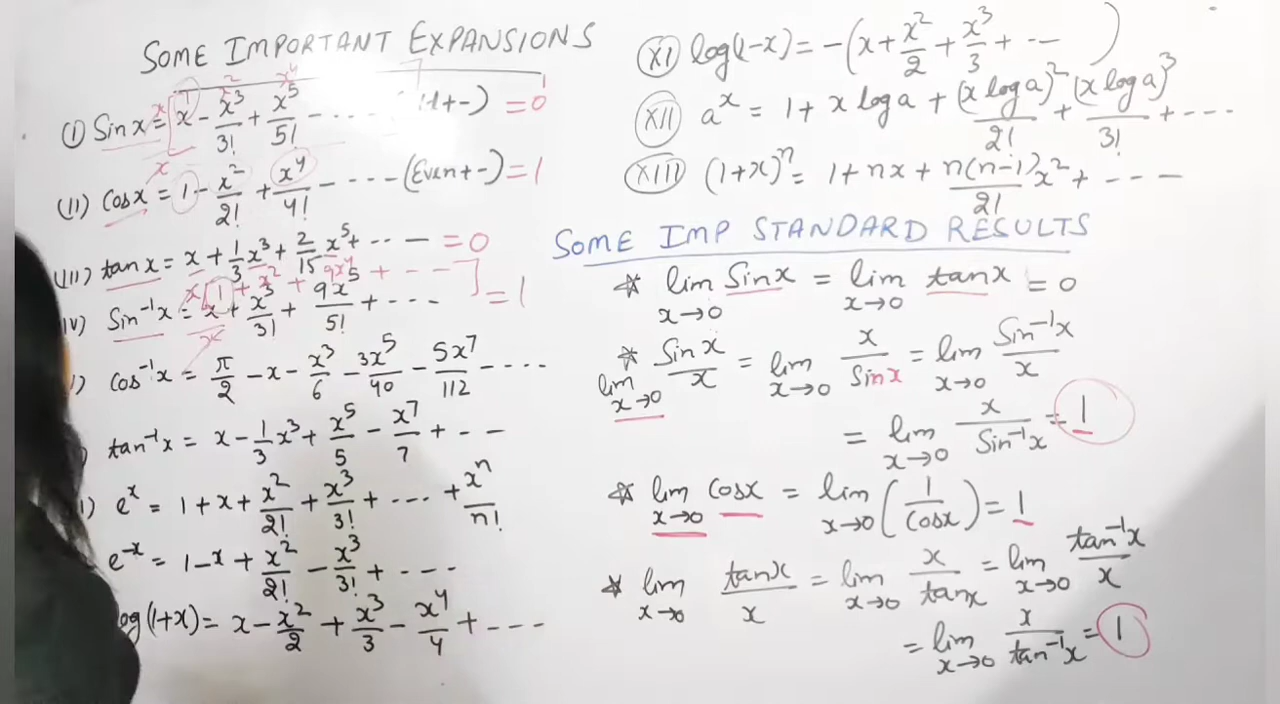 SOME IMPORTANT EXPANSIONS
(I) Sin x = x - x³/3! + x⁵/5! - ---- + -) = 0
(II) Cos x = 1 - x²/2! + x⁴/4! - ---- (Even + -) = 1
(III) tan x = x + 1/3 x³ + 2/15 x⁵ + --- = 0
x [1 + x² + 9x⁴ + ---] = 1
IV) Sin⁻¹x = x + x³/3! + 9x⁵/5! + ---
) cos⁻¹x = π/2 - x - x³/6 - 3x⁵/40 - 5x⁷/112 - ----
tan⁻¹x = x - 1/3 x³ + x⁵/5 - x⁷/7 + ---
) eˣ = 1 + x + x²/2! + x³/3! + ---- + xⁿ/n!
e⁻ˣ = 1 - x + x²/2! - x³/3! + ----
log(1+x) = x - x²/2 + x³/3 - x⁴/4 + ----
(XI) log(1-x) = -(x + x²/2 + x³/3 + --- )
(XII) aˣ = 1 + x log a + (x log a)²/2! + (x log a)³/3! + ----
(XIII) (1+x)ⁿ = 1 + nx + n(n-1)/2! x² + ----
SOME IMP STANDARD RESULTS
* lim x→0 Sin x = lim x→0 tan x = 0
* lim x→0 Sin x/x = lim x→0 x/Sin x = lim x→0 Sin⁻¹x/x
= lim x→0 x/Sin⁻¹x = 1
* lim x→0 Cos x = lim x→0 (1/Cos x) = 1
* lim x→0 tan x/x = lim x→0 x/tan x = lim x→0 tan⁻¹x/x
= lim x→0 x/tan⁻¹x = 1